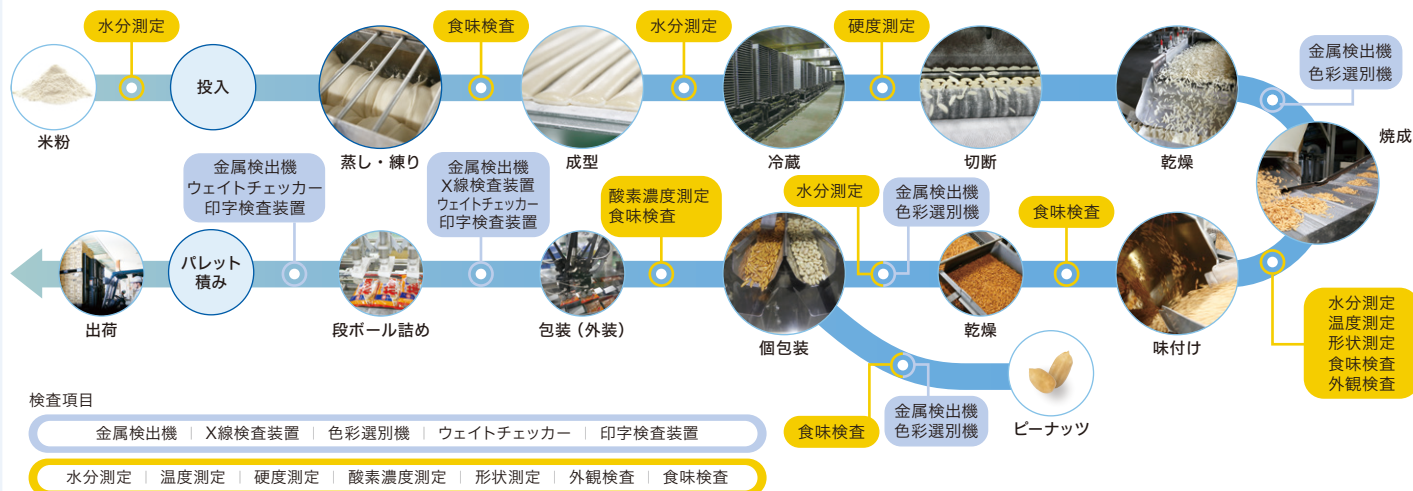 水分測定
食味検査
水分測定
硬度測定
金属検出機
色彩選別機
米粉
投入
蒸し・練り
成型
冷蔵
切断
乾燥
焼成
金属検出機
ウェイトチェッカー
印字検査装置
金属検出機
X線検査装置
ウェイトチェッカー
印字検査装置
酸素濃度測定
食味検査
水分測定
金属検出機
色彩選別機
食味検査
出荷
パレット
積み
段ボール詰め
包装（外装）
個包装
乾燥
味付け
水分測定
温度測定
形状測定
食味検査
外観検査
食味検査
金属検出機
色彩選別機
ピーナッツ
検査項目
金属検出機 | X線検査装置 | 色彩選別機 | ウェイトチェッカー | 印字検査装置
水分測定 | 温度測定 | 硬度測定 | 酸素濃度測定 | 形状測定 | 外観検査 | 食味検査